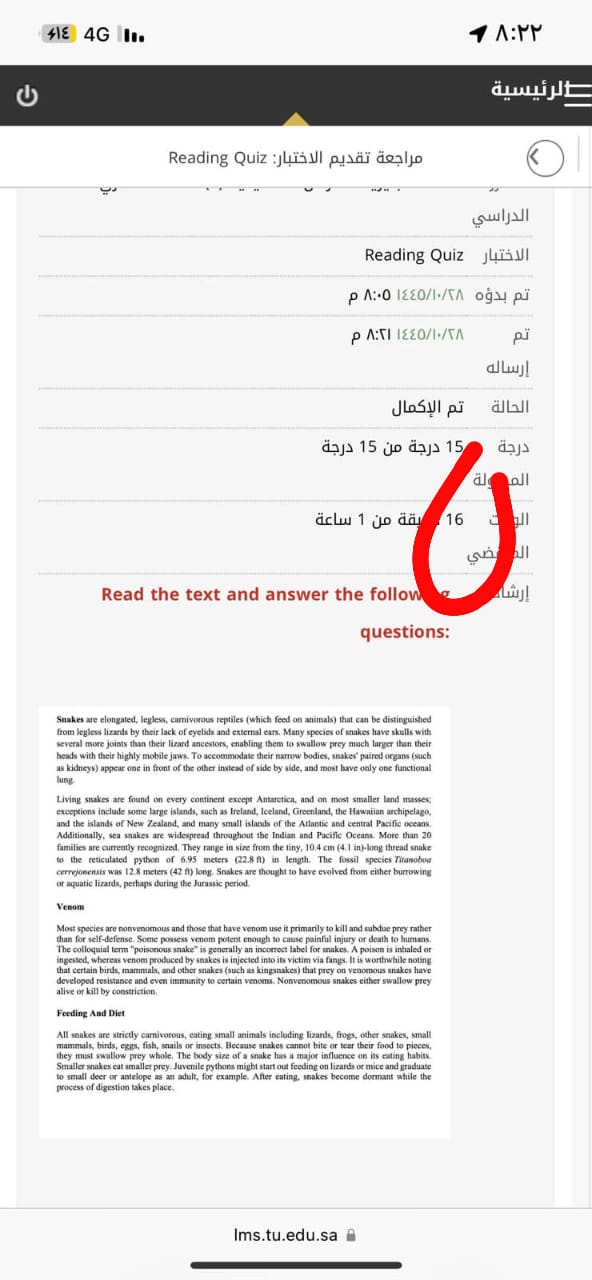 ٨:٢٢
4G ٤١٤
الرئيسية
مراجعة تقديم الاختبار: Reading Quiz
الدراسي
الاختبار Reading Quiz
تم بدؤه ١٤٤٥/١٠/٢٨ ٨:٠٥ م
تم ١٤٤٥/١٠/٢٨ ٨:٢١ م
إرساله
الحالة تم الإكمال
درجة 15 درجة من 15 درجة
16 من 1 ساعة
Read the text and answer the
questions:
Snakes are elongated, legless, carnivorous reptiles (which feed on animals) that can be distinguished
from legless lizards by their lack of eyelids and external ears. Many species of snakes have skulls with
several more joints than their lizard ancestors, enabling them to swallow prey much larger than their
heads with their highly mobile jaws. To accommodate their narrow bodies, snakes' paired organs (such
as kidneys) appear one in front of the other instead of side by side, and most have only one functional
lung.
Living snakes are found on every continent except Antarctica, and on most smaller land masses;
exceptions include some large islands, such as Ireland, Iceland, Greenland, the Hawaiian archipelago,
and the islands of New Zealand, and many small islands of the Atlantic and central Pacific oceans.
Additionally, sea snakes are widespread throughout the Indian and Pacific Oceans. More than 20
families are currently recognized. They range in size from the tiny, 10.4 cm (4.1 in)-long thread snake
to the reticulated python of 6.95 meters (22.8 ft) in length. The fossil species Titanoboa
cerrejonensis was 12.8 meters (42 ft) long. Snakes are thought to have evolved from either burrowing
or aquatic lizards, perhaps during the Jurassic period.
Venom
Most species are nonvenomous and those that have venom use it primarily to kill and subdue prey rather
than for self-defense. Some possess venom potent enough to cause painful injury or death to humans.
The colloquial term "poisonous snake" is generally an incorrect label for snakes. A poison is inhaled or
ingested, whereas venom produced by snakes is injected into its victim via fangs. It is worthwhile noting
that certain birds, mammals, and other snakes (such as kingsnakes) that prey on venomous snakes have
developed resistance and even immunity to certain venoms. Nonvenomous snakes either swallow prey
alive or kill by constriction.
Feeding And Diet
All snakes are strictly carnivorous, eating small animals including lizards, frogs, other snakes, small
mammals, birds, eggs, fish, snails or insects. Because snakes cannot bite or tear their food to pieces,
they must swallow prey whole. The body size of a snake has a major influence on its eating habits.
Smaller snakes eat smaller prey. Juvenile pythons might start out feeding on lizards or mice and graduate
to small deer or antelope as an adult, for example. After eating, snakes become dormant while the
process of digestion takes place.
lms.tu.edu.sa